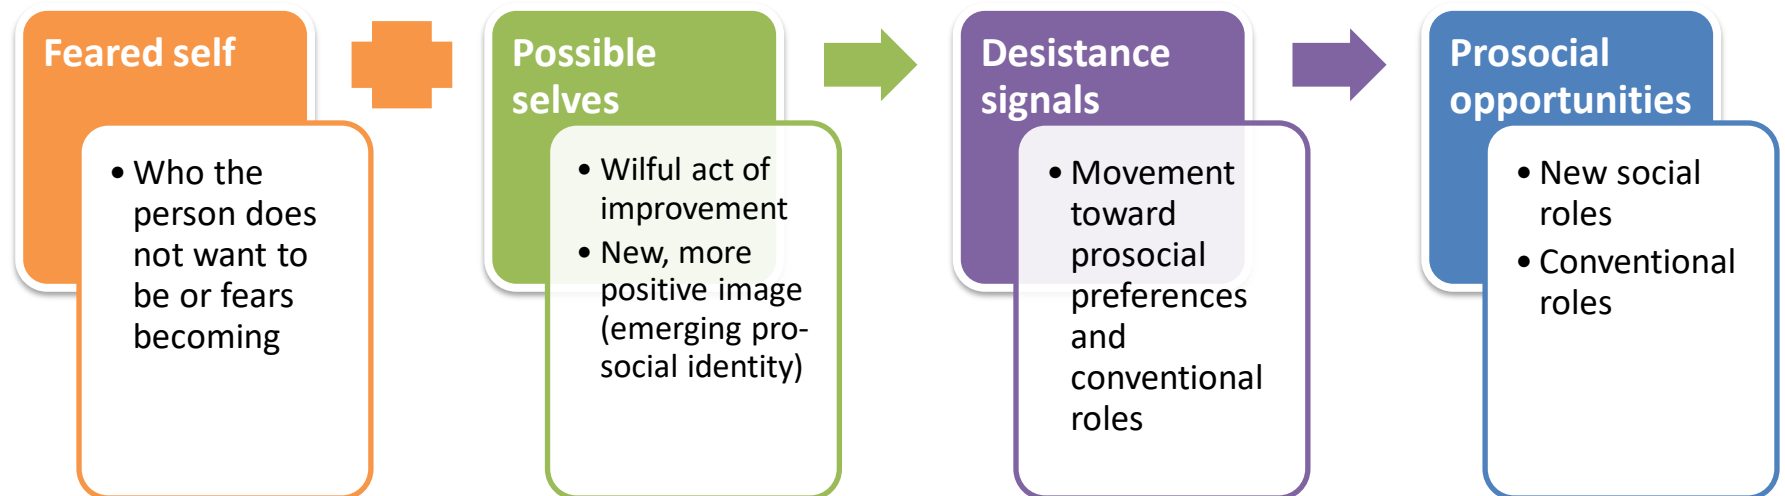 Feared self
• Who the
person does
not want to
be or fears
becoming
Possible
selves
• Wilful act of
improvement
• New, more
positive image
(emerging pro-
social identity)
Desistance
signals
• Movement
toward
prosocial
preferences
and
conventional
roles
Prosocial
opportunities
• New social
roles
• Conventional
roles